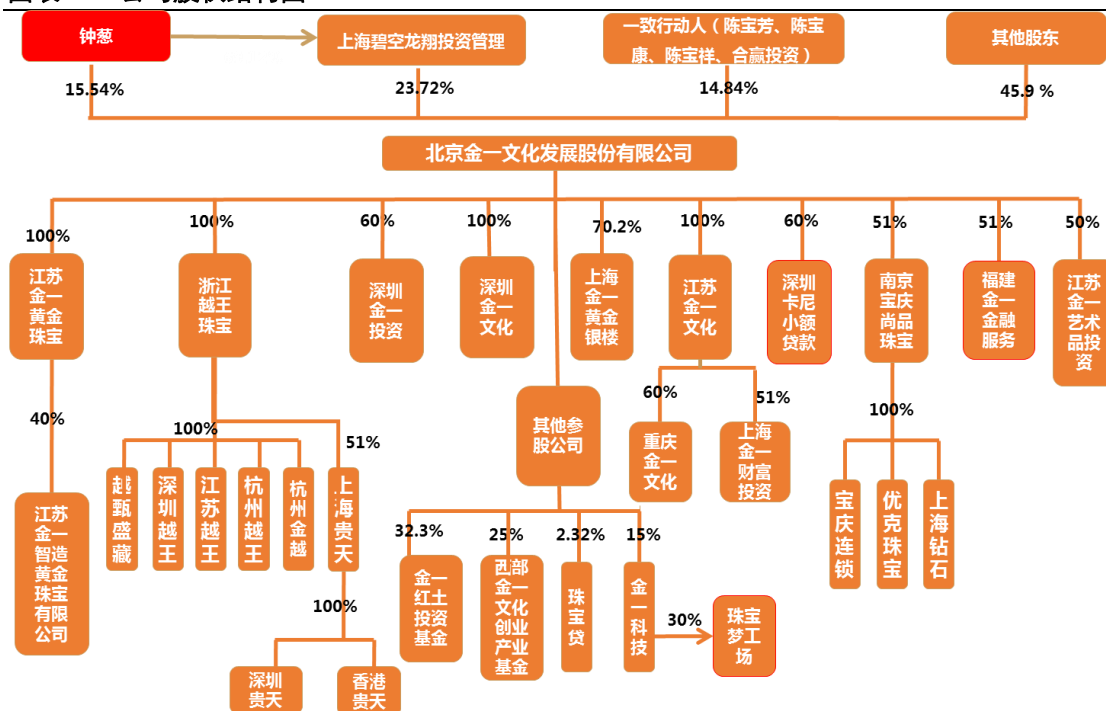 钟葱
上海碧空龙翔投资管理
一致行动人（陈宝芳、陈宝
康、陈宝祥、合赢投资）
其他股东
15.54%
23.72%
14.84%
45.9 %
北京金一文化发展股份有限公司
100%
100%
60%
100%
70.2%
100%
60%
51%
51%
50%
江苏
金一
黄金
珠宝
浙江
越王
珠宝
深圳
金一
投资
深圳
金一
文化
上海
金一
黄金
银楼
江苏
金一
文化
深圳
卡尼
小额
贷款
南京
宝庆
尚品
珠宝
福建
金一
金融
服务
江苏
金一
艺术
品投
资
40%
100%
51%
其他参
股公司
60%
51%
100%
重庆
金一
文化
上海
金一
财富
投资
江苏
金一
智造
黄金
珠宝
有限
公司
越甄盛藏
深圳越王
江苏越王
杭州越王
杭州金越
上海贵天
宝庆连锁
优克珠宝
上海钻石
32.3%
25%
2.32%
15%
金一
红土
投资
基金
西部
金一
文化
创业
产业
基金
珠宝贷
金一科技
30%
珠宝
梦工
场
100%
深圳
贵天
香港
贵天